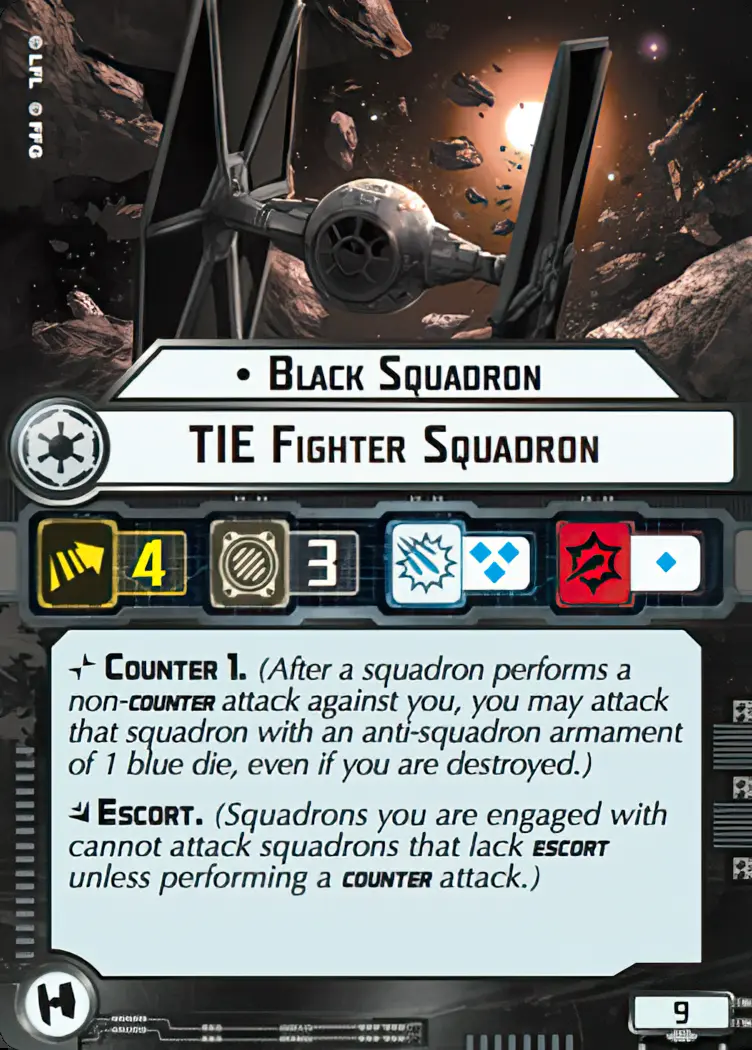 © LFL © FFG
• Black Squadron
TIE Fighter Squadron
4
3
Counter 1. (After a squadron performs a
non-counter attack against you, you may attack
that squadron with an anti-squadron armament
of 1 blue die, even if you are destroyed.)
Escort. (Squadrons you are engaged with
cannot attack squadrons that lack escort
unless performing a counter attack.)
9